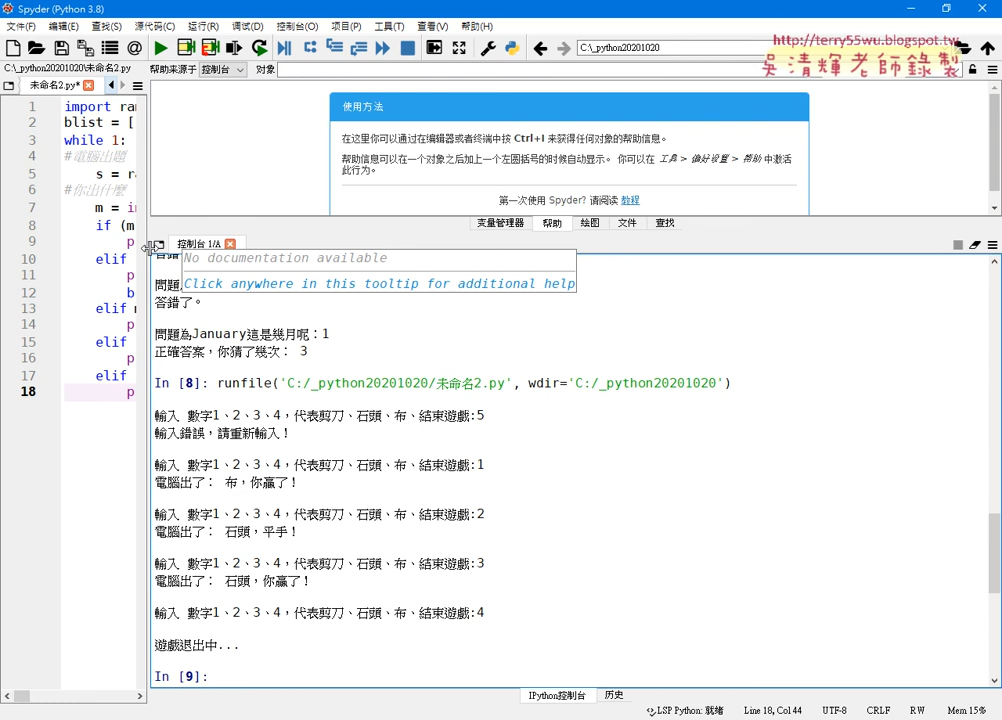 Spyder (Python 3.8)
文件(F) 编辑(E) 查找(S) 源代码(C) 运行(R) 调试(D) 控制台(O) 项目(P) 工具(T) 查看(V) 帮助(H)
C:\_python20201020
http://terry55wu.blogspot.tw
吳清輝老師錄製
C:\_python20201020\未命名2.py 帮助来源于 控制台 对象
未命名2.py*
1 import ran
2 blist = [
3 while 1:
4 #電腦出題
5 s = ra
6 #你出什麼
7 m = in
8 if (m
9 p
10 elif
11 p
12 b
13 elif m
14 p
15 elif
16 p
17 elif
18 p
使用方法
在这里你可以通过在编辑器或者终端中按 Ctrl+I 来获得任何对象的帮助信息。
帮助信息可以在一个对象之后加上一个左圆括号的时候自动显示。 你可以在 工具 > 偏好设置 > 帮助 中激活
此行为。
第一次使用 Spyder? 请阅读 教程
变量管理器 帮助 绘图 文件 查找
控制台 1/A
No documentation available
Click anywhere in this tooltip for additional help
問題
答錯了。
問題為January這是幾月呢：1
正確答案，你猜了幾次： 3
In [8]: runfile('C:/_python20201020/未命名2.py', wdir='C:/_python20201020')
輸入 數字1、2、3、4，代表剪刀、石頭、布、結束遊戲:5
輸入錯誤，請重新輸入！
輸入 數字1、2、3、4，代表剪刀、石頭、布、結束遊戲:1
電腦出了： 布，你贏了！
輸入 數字1、2、3、4，代表剪刀、石頭、布、結束遊戲:2
電腦出了： 石頭，平手！
輸入 數字1、2、3、4，代表剪刀、石頭、布、結束遊戲:3
電腦出了： 石頭，你贏了！
輸入 數字1、2、3、4，代表剪刀、石頭、布、結束遊戲:4
遊戲退出中...
In [9]:
IPython控制台 历史
LSP Python: 就绪 Line 18, Col 44 UTF-8 CRLF RW Mem 15%